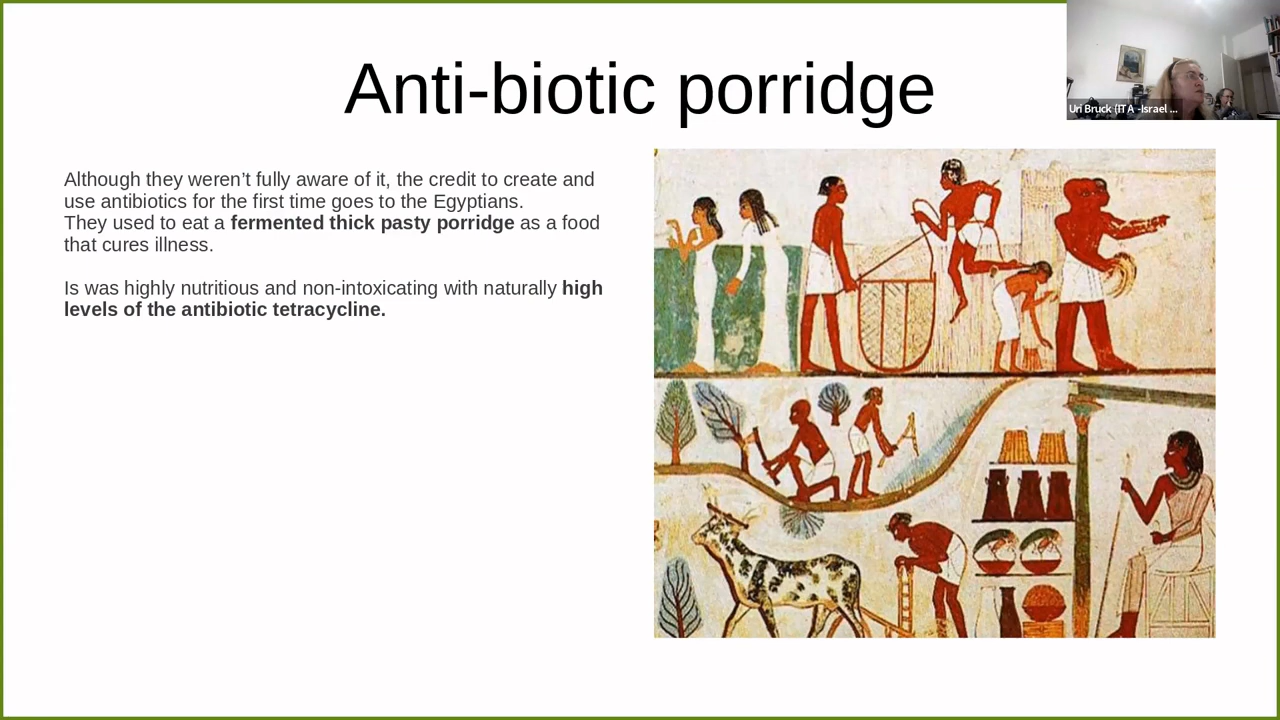 Anti-biotic porridge
Uri Bruck (ITA -Israel ...
Although they weren’t fully aware of it, the credit to create and
use antibiotics for the first time goes to the Egyptians.
They used to eat a fermented thick pasty porridge as a food
that cures illness.
Is was highly nutritious and non-intoxicating with naturally high
levels of the antibiotic tetracycline.